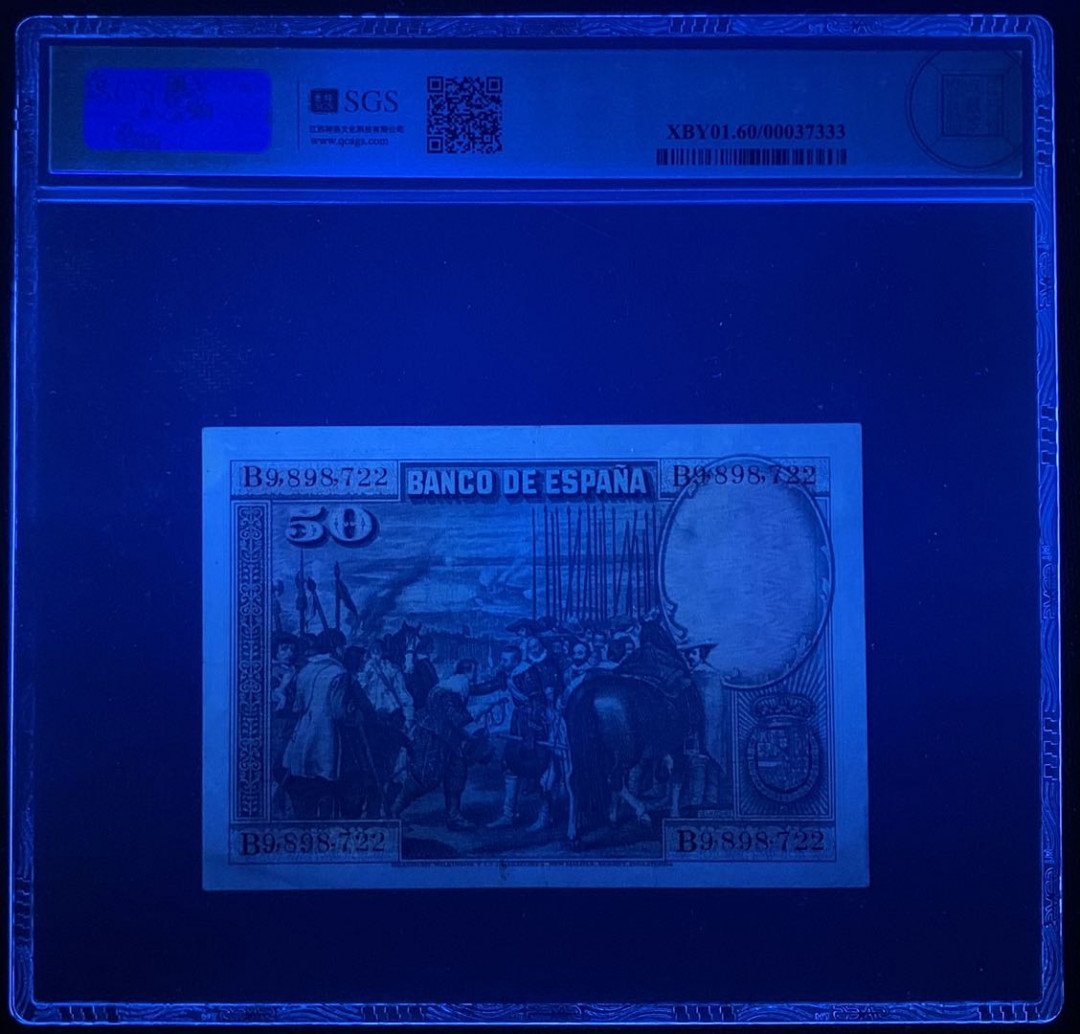 SGS
www.qcsgs.com
XBY01.60/00037333
B9,898,722 BANCO DE ESPAÑA B9,898,722
50
B9,898,722 B9,898,722